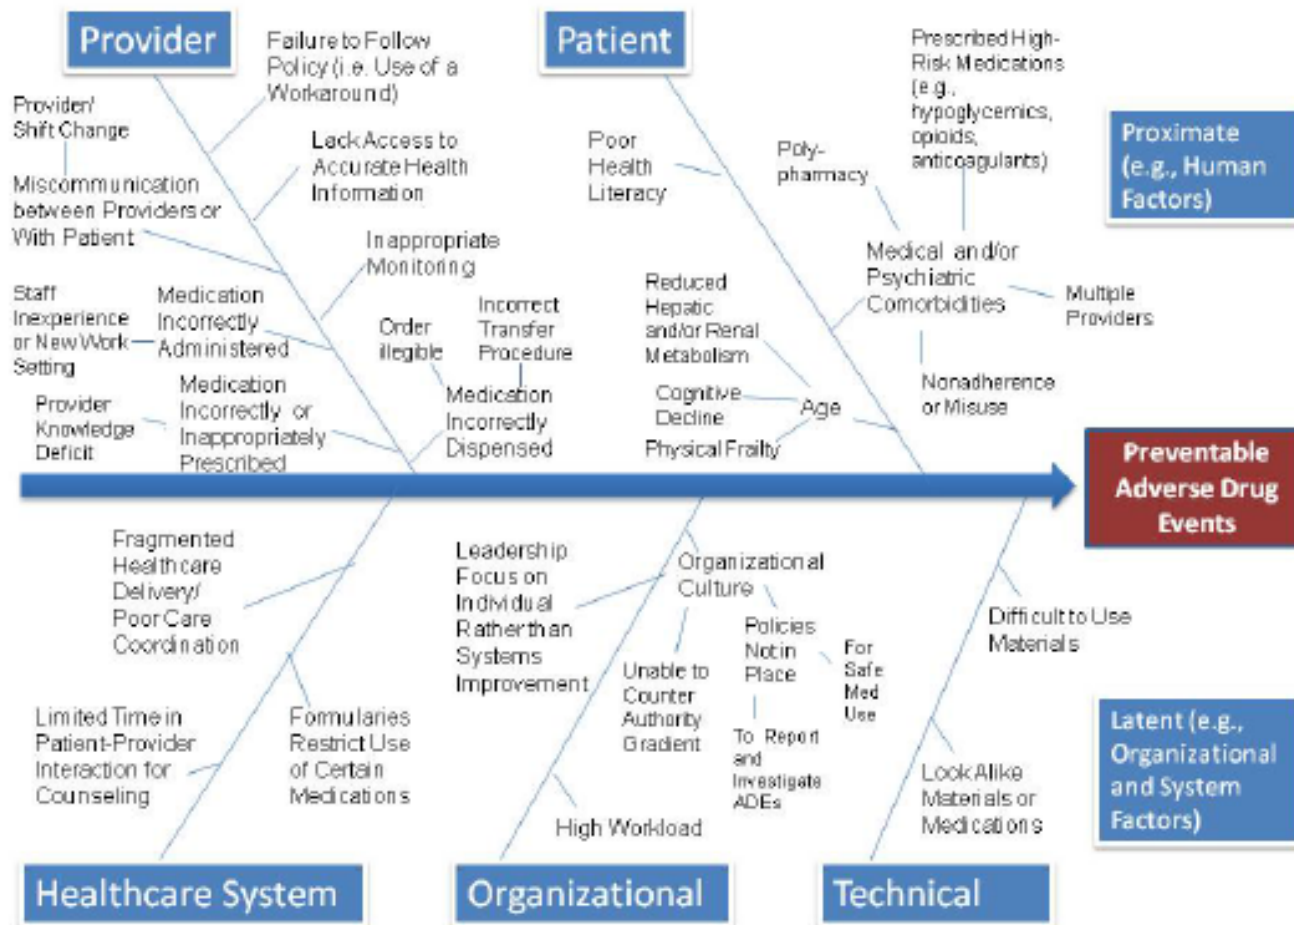 Provider
Failure to Follow
Policy (i.e. Use of a
Workaround)
Provider/
Shift Change
Lack Access to
Accurate Health
Information
Miscommunication
between Providers or
With Patient
Inappropriate
Monitoring
Staff
Inexperience
or New Work
Setting
Medication
Incorrectly
Administered
Order
illegible
Incorrect
Transfer
Procedure
Provider
Knowledge
Deficit
Medication
Incorrectly or
Inappropriately
Prescribed
Medication
Incorrectly
Dispensed
Patient
Poor
Health
Literacy
Poly-
pharmacy
Prescribed High-
Risk Medications
(e.g.,
hypoglycemics,
opioids,
anticoagulants)
Medical and/or
Psychiatric
Comorbidities
Multiple
Providers
Nonadherence
or Misuse
Reduced
Hepatic
and/or Renal
Metabolism
Cognitive
Decline
Age
Physical Frailty
Proximate
(e.g., Human
Factors)
Preventable
Adverse Drug
Events
Fragmented
Healthcare
Delivery/
Poor Care
Coordination
Limited Time in
Patient-Provider
Interaction for
Counseling
Formularies
Restrict Use
of Certain
Medications
Healthcare System
Leadership
Focus on
Individual
Rather than
Systems
Improvement
Organizational
Culture
Unable to
Counter
Authority
Gradient
Policies
Not in
Place
For
Safe
Med
Use
To Report
and
Investigate
ADEs
High Workload
Organizational
Difficult to Use
Materials
Look Alike
Materials or
Medications
Technical
Latent (e.g.,
Organizational
and System
Factors)